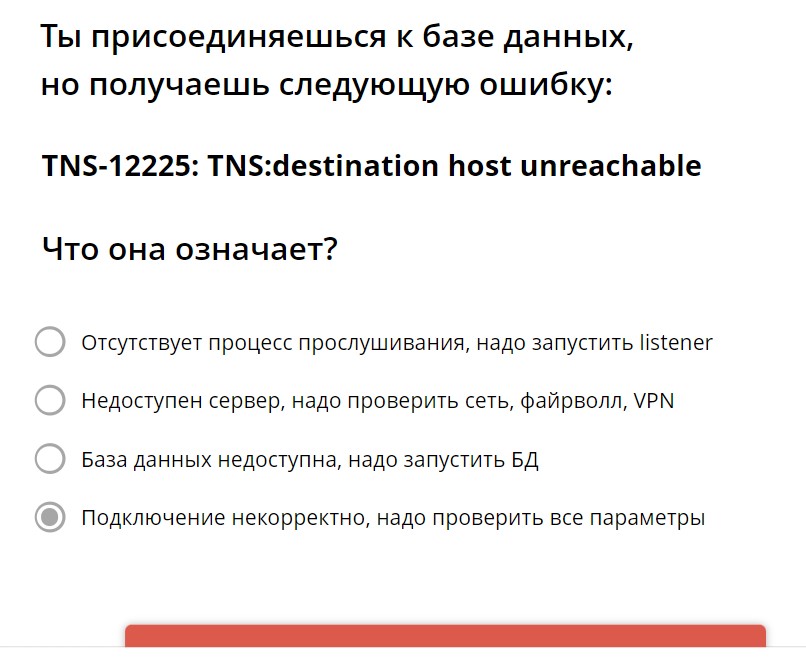 Ты присоединяешься к базе данных,
но получаешь следующую ошибку:
TNS-12225: TNS:destination host unreachable
Что она означает?
Отсутствует процесс прослушивания, надо запустить listener
Недоступен сервер, надо проверить сеть, файрволл, VPN
База данных недоступна, надо запустить БД
Подключение некорректно, надо проверить все параметры